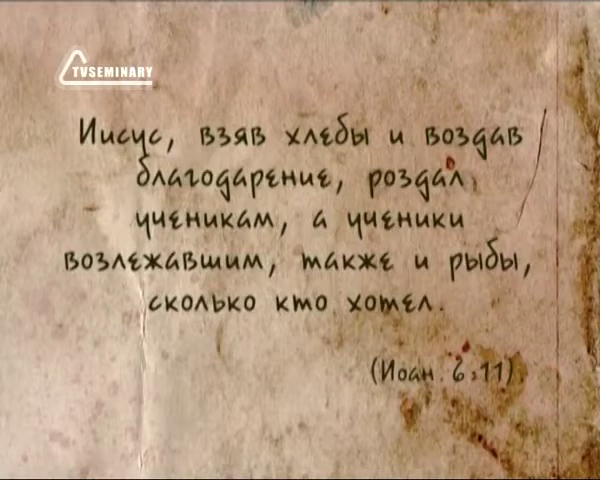 TVSEMINARY
Иисус, взяв хлебы и воздав
благодарение, роздал
ученикам, а ученики
возлежавшим, также и рыбы,
сколько кто хотел.
(Иоан. 6:11).